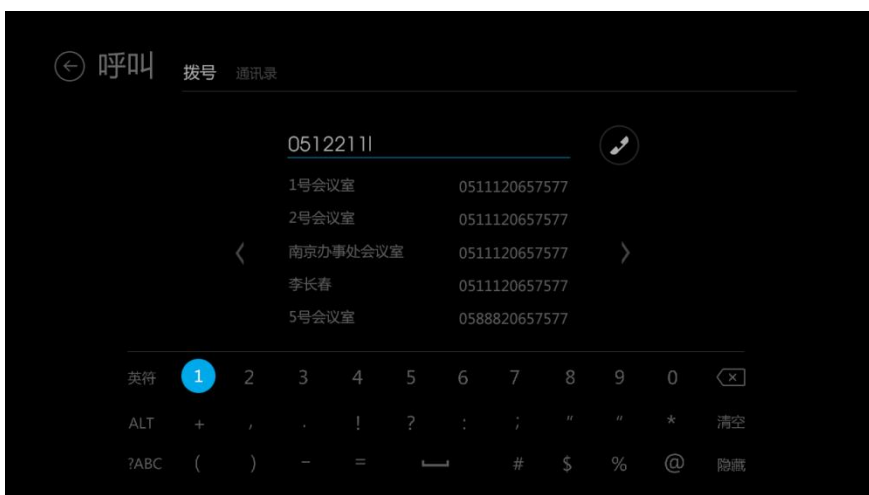 呼叫 拨号 通讯录
0512211
1号会议室 0511120657577
2号会议室 0511120657577
南京办事处会议室 0511120657577
李长春 0511120657577
5号会议室 0588820657577
英符 1 2 3 4 5 6 7 8 9 0
ALT + , . ! ? : ; " " * 清空
?ABC ( ) - = # $ % @ 隐藏